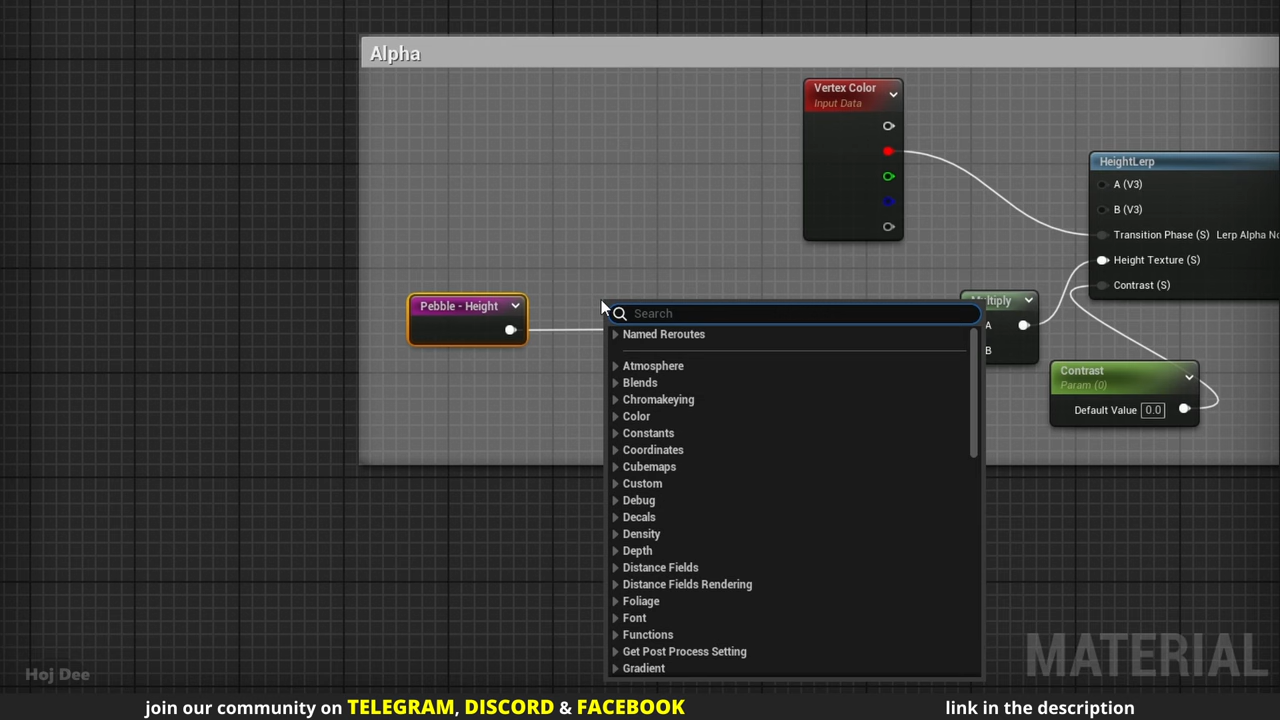 Alpha
Vertex Color
Input Data
HeightLerp
A (V3)
B (V3)
Transition Phase (S) Lerp Alpha
Height Texture (S)
Contrast (S)
Pebble - Height
A
B
Contrast
Param (0)
Default Value 0.0
Search
Named Reroutes
Atmosphere
Blends
Chromakeying
Color
Constants
Coordinates
Cubemaps
Custom
Debug
Decals
Density
Depth
Distance Fields
Distance Fields Rendering
Foliage
Font
Functions
Get Post Process Setting
Gradient
MATERIAL
Hoj Dee
join our community on TELEGRAM, DISCORD & FACEBOOK
link in the description